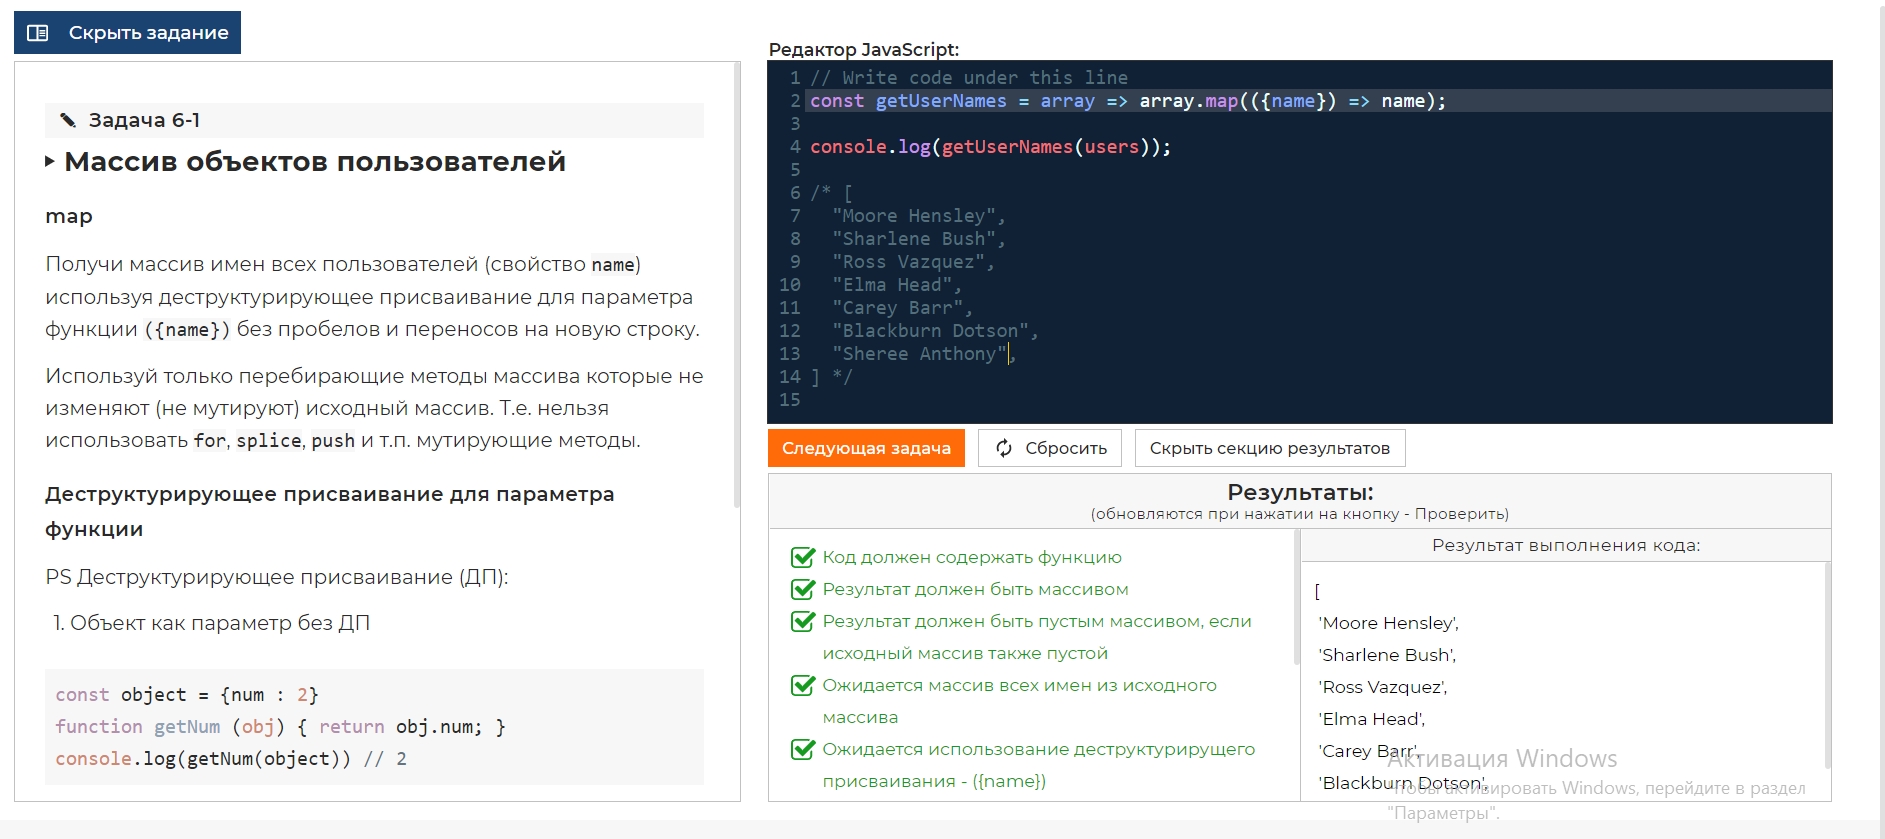 Скрыть задание
Задача 6-1
Массив объектов пользователей
map
Получи массив имен всех пользователей (свойство name)
используя деструктурирующее присваивание для параметра
функции ({name}) без пробелов и переносов на новую строку.
Используй только перебирающие методы массива которые не
изменяют (не мутируют) исходный массив. Т.е. нельзя
использовать for, splice, push и т.п. мутирующие методы.
Деструктурирующее присваивание для параметра
функции
PS Деструктурирующее присваивание (ДП):
1. Объект как параметр без ДП
const object = {num : 2}
function getNum (obj) { return obj.num; }
console.log(getNum(object)) // 2
Редактор JavaScript:
1 // Write code under this line
2 const getUserNames = array => array.map(({name}) => name);
3
4 console.log(getUserNames(users));
5
6 /* [
7 "Moore Hensley",
8 "Sharlene Bush",
9 "Ross Vazquez",
10 "Elma Head",
11 "Carey Barr",
12 "Blackburn Dotson",
13 "Sheree Anthony",
14 ] */
15
Следующая задача
Сбросить
Скрыть секцию результатов
Результаты:
(обновляются при нажатии на кнопку - Проверить)
Код должен содержать функцию
Результат должен быть массивом
Результат должен быть пустым массивом, если
исходный массив также пустой
Ожидается массив всех имен из исходного
массива
Ожидается использование деструктурирущего
присваивания - ({name})
Результат выполнения кода:
[
'Moore Hensley',
'Sharlene Bush',
'Ross Vazquez',
'Elma Head',
'Carey Barr',
'Blackburn Dotson',
Активация Windows
Чтобы активировать Windows, перейдите в раздел
"Параметры".